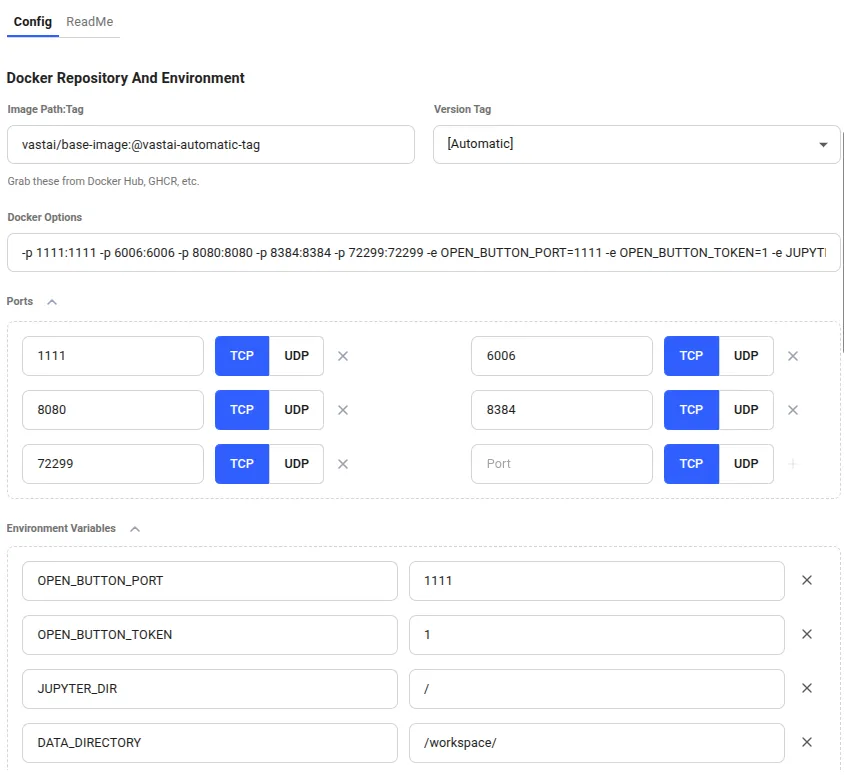 Config ReadMe
Docker Repository And Environment
Image Path:Tag Version Tag
vastai/base-image:@vastai-automatic-tag [Automatic]
Grab these from Docker Hub, GHCR, etc.
Docker Options
-p 1111:1111 -p 6006:6006 -p 8080:8080 -p 8384:8384 -p 72299:72299 -e OPEN_BUTTON_PORT=1111 -e OPEN_BUTTON_TOKEN=1 -e JUPYTI
Ports
1111 TCP UDP 6006 TCP UDP
8080 TCP UDP 8384 TCP UDP
72299 TCP UDP Port TCP UDP
Environment Variables
OPEN_BUTTON_PORT 1111
OPEN_BUTTON_TOKEN 1
JUPYTER_DIR /
DATA_DIRECTORY /workspace/